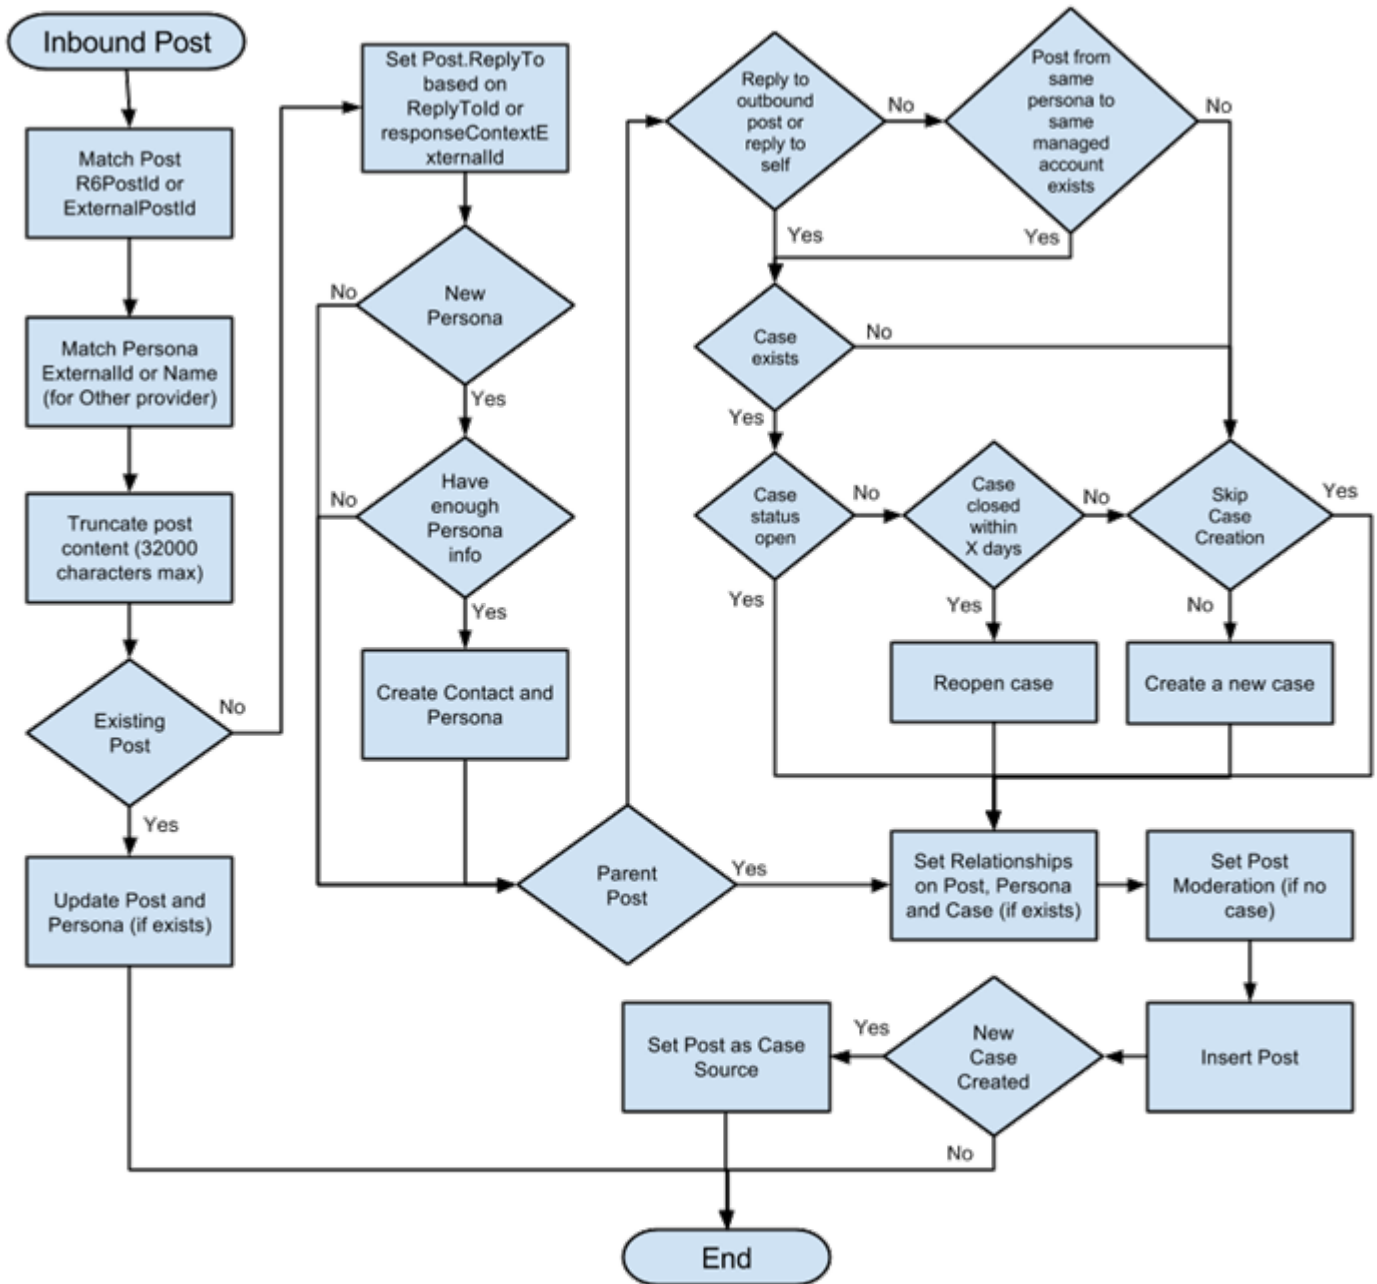 Inbound Post
Match Post
R6PostId or
ExternalPostId
Match Persona
ExternalId or Name
(for Other provider)
Truncate post
content (32000
characters max)
Existing
Post
No
Yes
Update Post and
Persona (if exists)
Set Post.ReplyTo
based on
ReplyToId or
responseContextE
xternalId
New
Persona
No
Yes
Have
enough
Persona
info
No
Yes
Create Contact and
Persona
Parent
Post
Yes
Reply to
outbound
post or
reply to
self
No
Yes
Post from
same
persona to
same
managed
account
exists
No
Yes
Case
exists
No
Yes
Case
status
open
No
Yes
Case
closed
within
X days
No
Yes
Skip
Case
Creation
Yes
No
Reopen case
Create a new case
Set Relationships
on Post, Persona
and Case (if exists)
Set Post
Moderation (if no
case)
Insert Post
New
Case
Created
Yes
No
Set Post as Case
Source
End